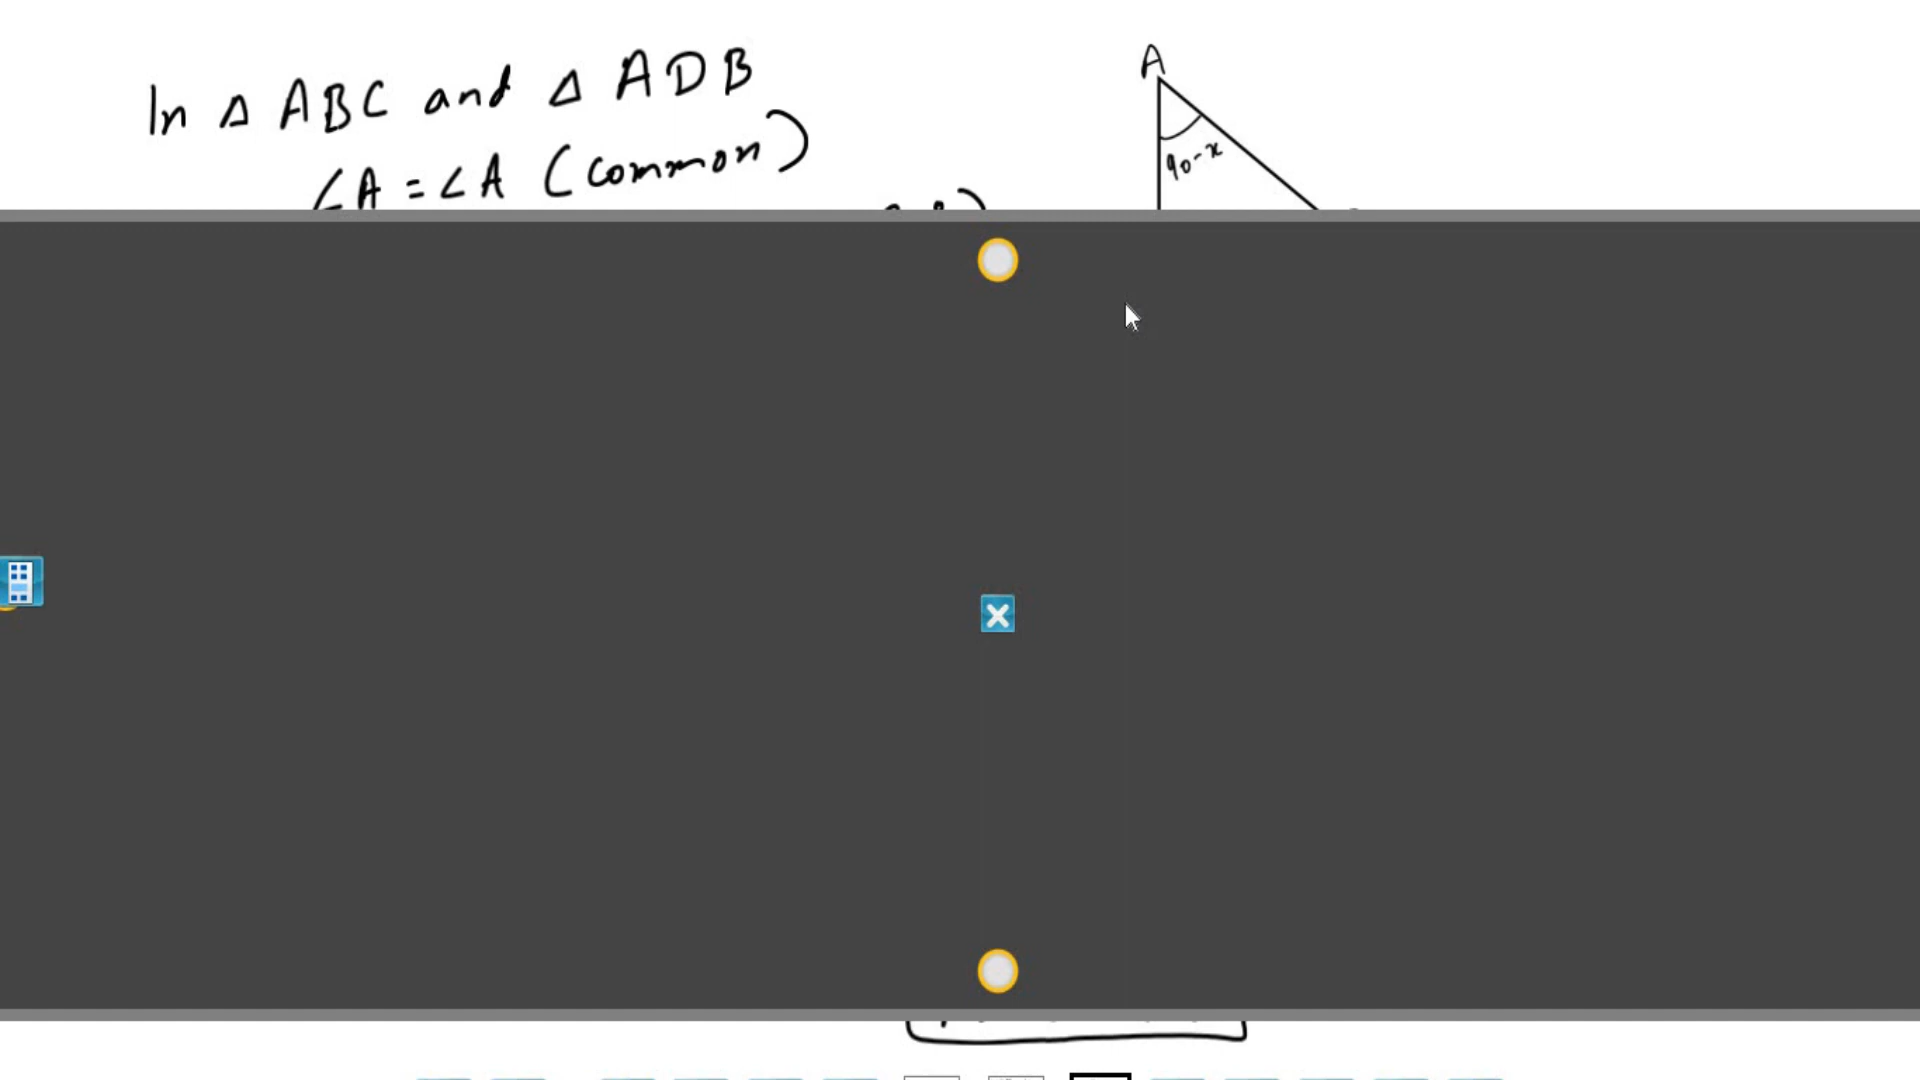 In △ ABC and △ ADB
∠A = ∠A (common)
A
90-x